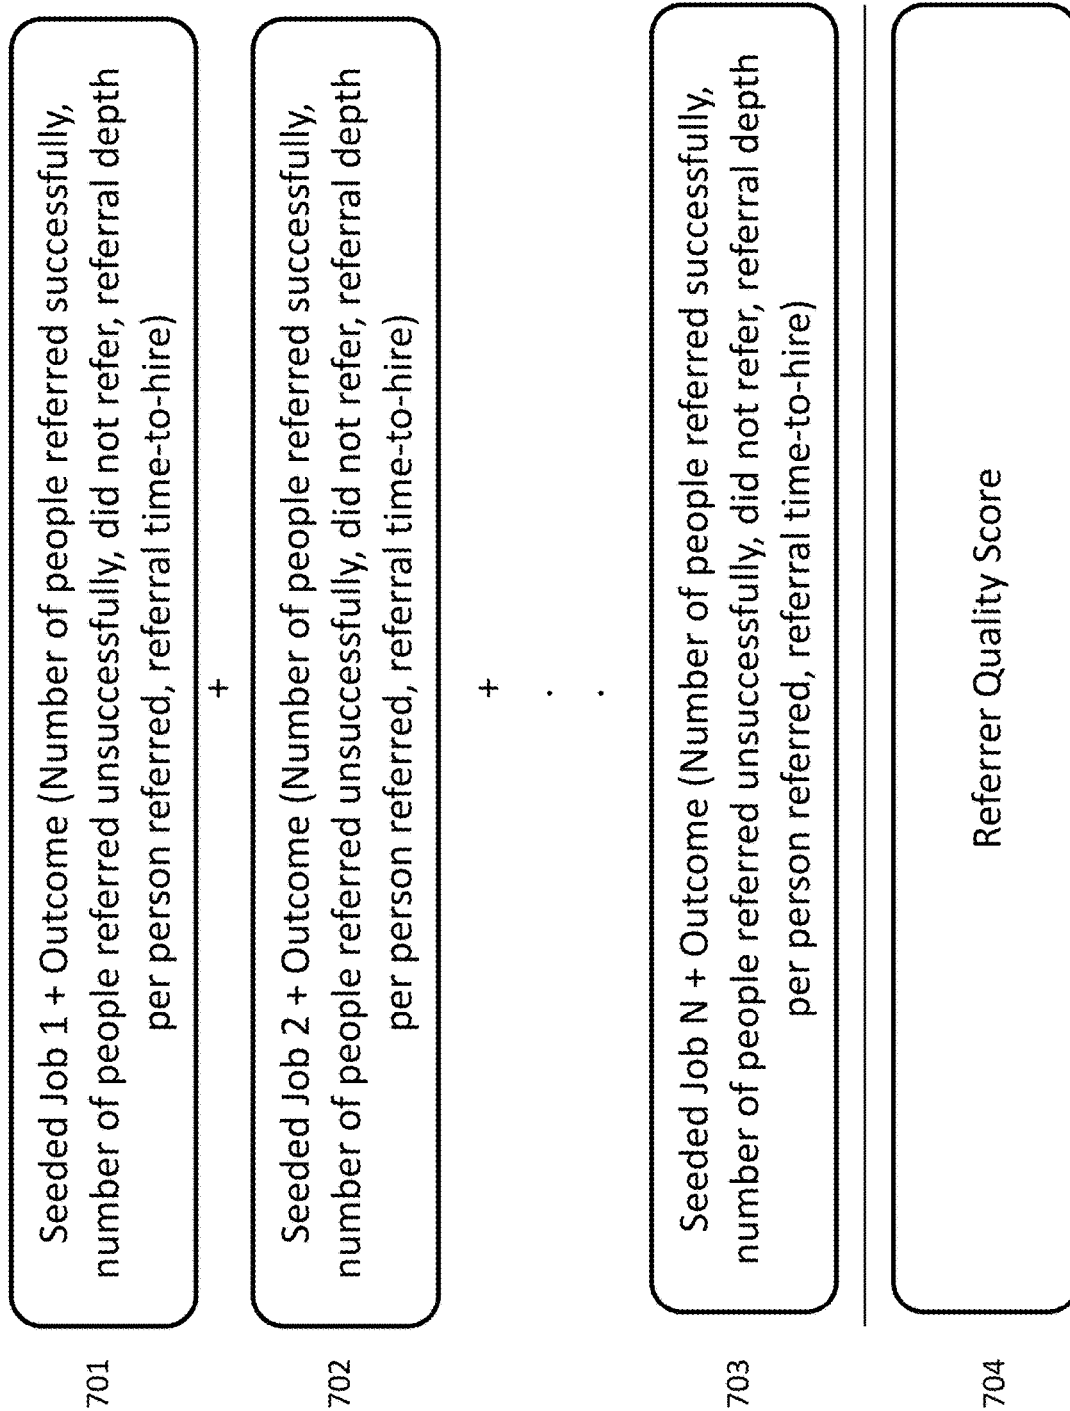 701
Seeded Job 1 + Outcome (Number of people referred successfully,
number of people referred unsuccessfully, did not refer, referral depth
per person referred, referral time-to-hire)
+
702
Seeded Job 2 + Outcome (Number of people referred successfully,
number of people referred unsuccessfully, did not refer, referral depth
per person referred, referral time-to-hire)
+
.
.
703
Seeded Job N + Outcome (Number of people referred successfully,
number of people referred unsuccessfully, did not refer, referral depth
per person referred, referral time-to-hire)
704
Referrer Quality Score